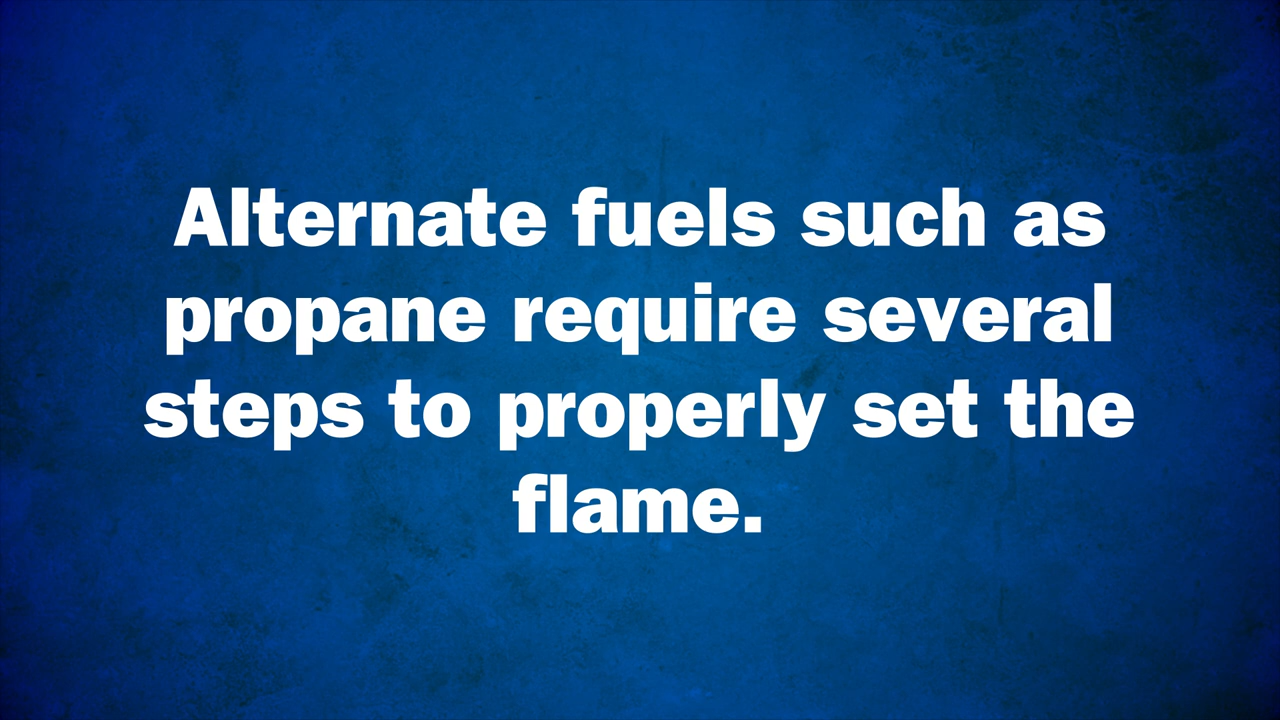 Alternate fuels such as
propane require several
steps to properly set the
flame.